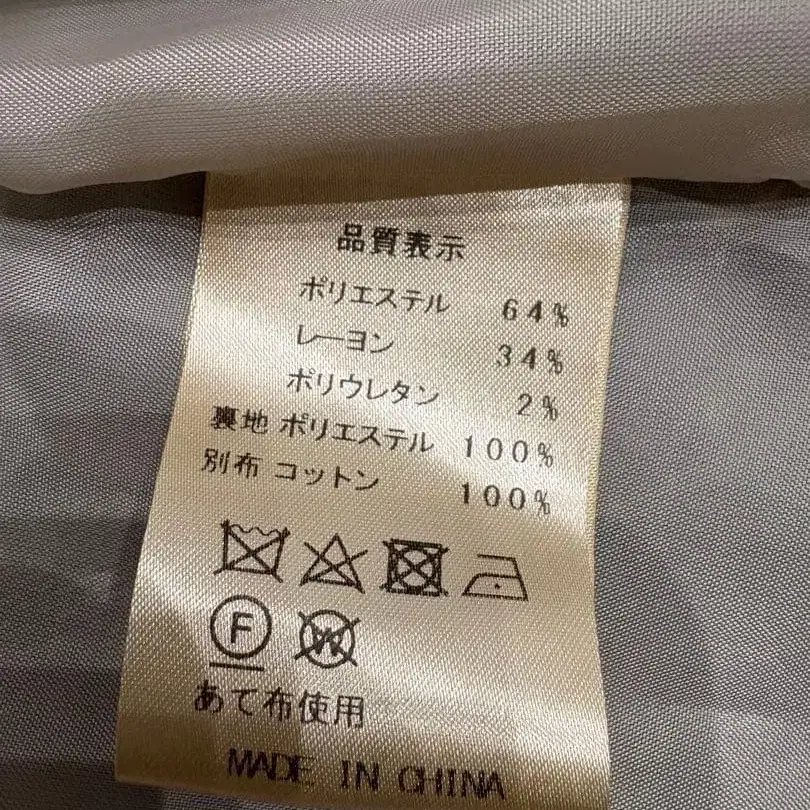 品質表示
ポリエステル 64%
レーヨン 34%
ポリウレタン 2%
裏地 ポリエステル 100%
別布 コットン 100%
F W
あて布使用
MADE IN CHINA